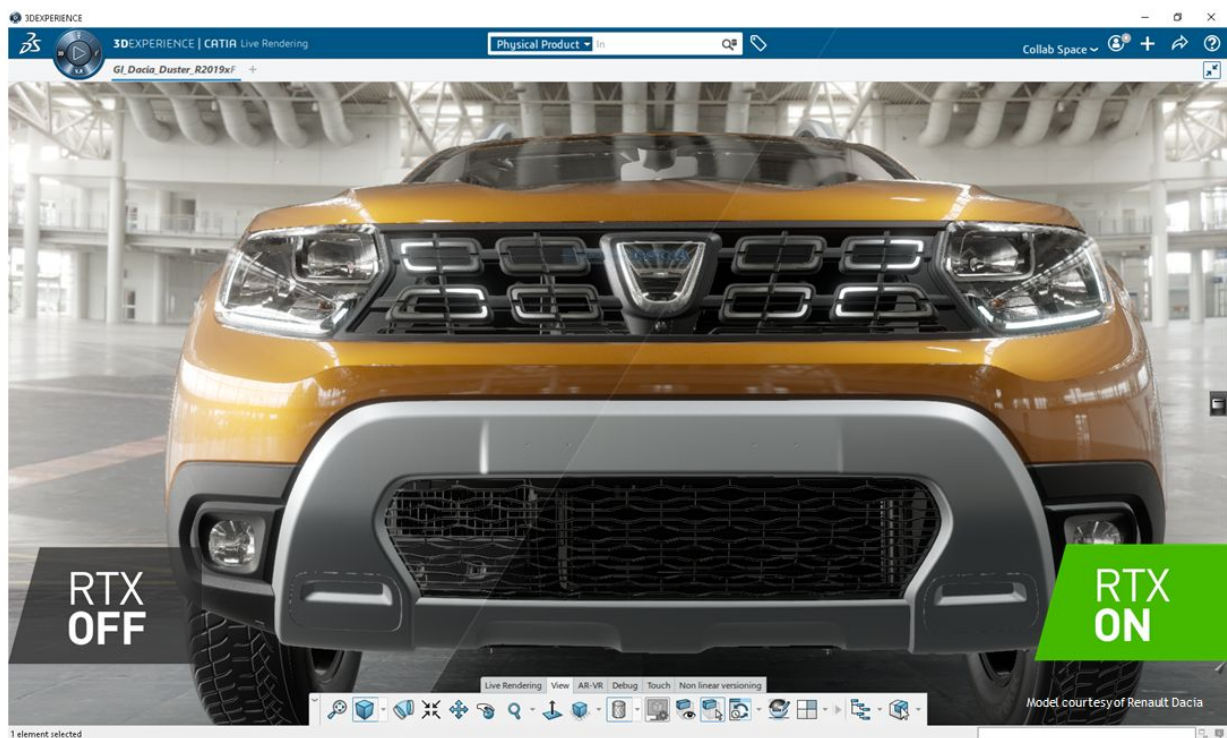 3DEXPERIENCE
3DEXPERIENCE | CATIA Live Rendering
Physical Product
In
Collab Space
GI_Dacia_Duster_R2019xF
RTX
OFF
RTX
ON
Live Rendering View AR-VR Debug Touch Non linear versioning
Model courtesy of Renault Dacia
1 element selected